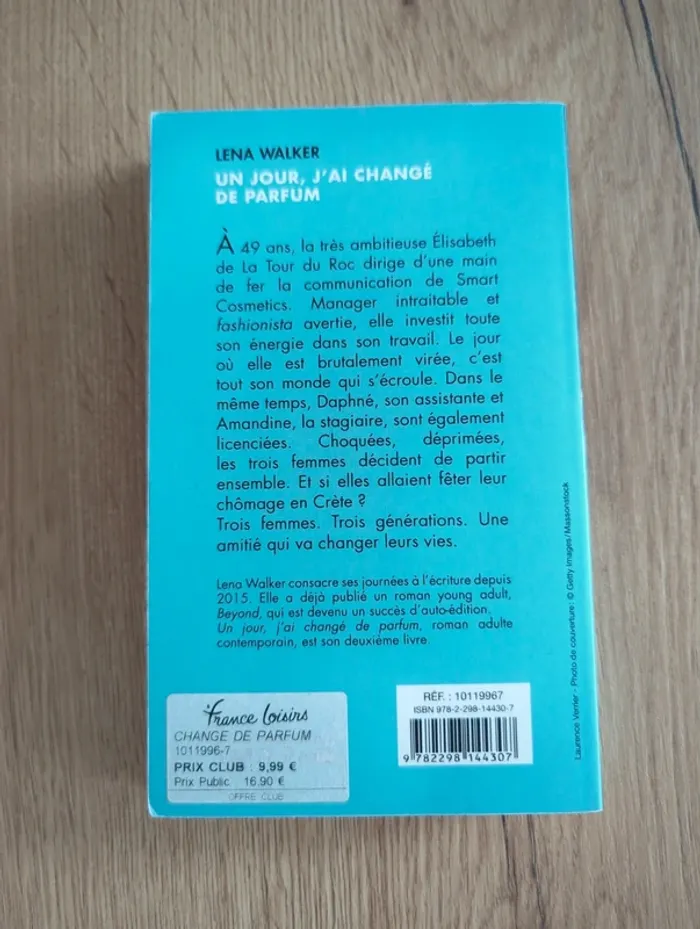 LENA WALKER
UN JOUR, J'AI CHANGÉ
DE PARFUM
À 49 ans, la très ambitieuse Élisabeth
de La Tour du Roc dirige d'une main
de fer la communication de Smart
Cosmetics. Manager intraitable et
fashionista avertie, elle investit toute
son énergie dans son travail. Le jour
où elle est brutalement virée, c'est
tout son monde qui s'écroule. Dans le
même temps, Daphné, son assistante et
Amandine, la stagiaire, sont également
licenciées. Choquées, déprimées,
les trois femmes décident de partir
ensemble. Et si elles allaient fêter leur
chômage en Crète ?
Trois femmes. Trois générations. Une
amitié qui va changer leurs vies.
Lena Walker consacre ses journées à l'écriture depuis
2015. Elle a déjà publié un roman young adult,
Beyond, qui est devenu un succès d'auto-édition.
Un jour, j'ai changé de parfum, roman adulte
contemporain, est son deuxième livre.
France Loisirs
CHANGE DE PARFUM
1011996-7
PRIX CLUB : 9,99 €
Prix Public 16.90 €
OFFRE CLUB
RÉF. : 10119967
ISBN 978-2-298-14430-7
9 782298 144307
Laurence Verrier - Photo de couverture : © Getty Images/Massonstock